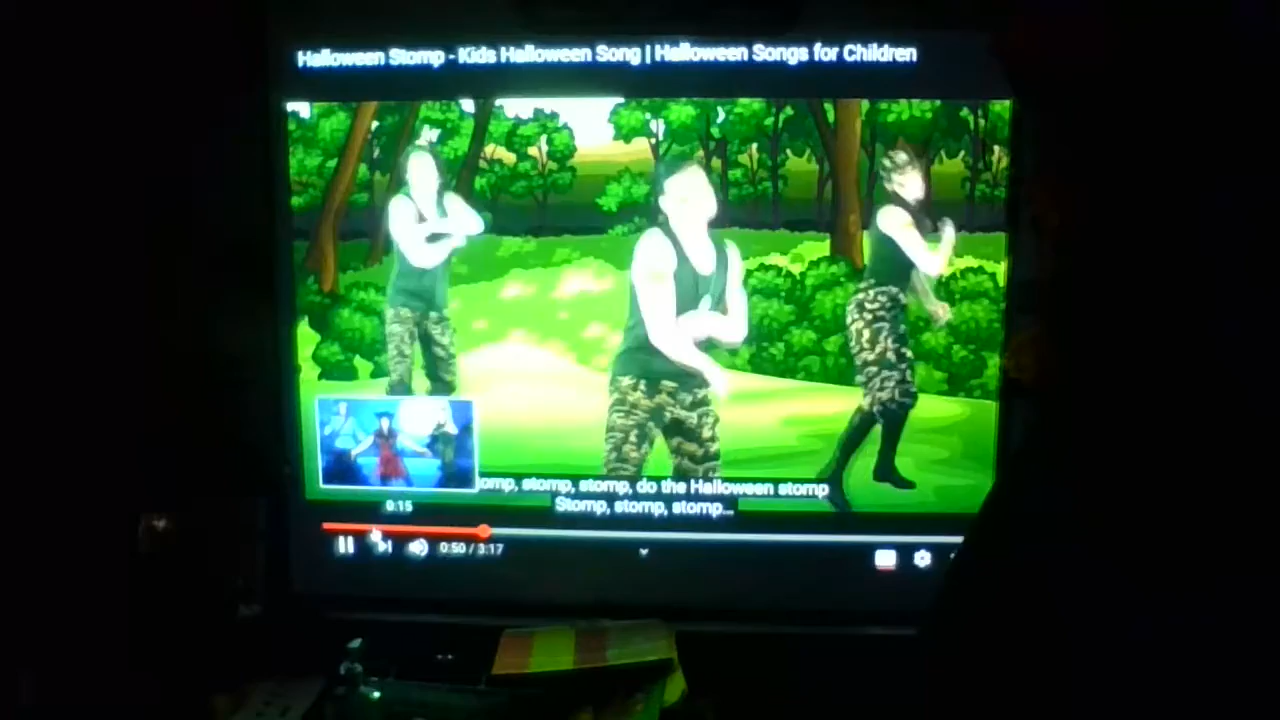 Halloween Stomp - Kids Halloween Song | Halloween Songs for Children
omp, stomp, stomp, do the Halloween stomp
Stomp, stomp, stomp...
0:15
0:50 / 3:17